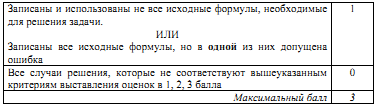 Записаны и использованы не все исходные формулы, необходимые 1
для решения задачи.
ИЛИ
Записаны все исходные формулы, но в одной из них допущена
ошибка
Все случаи решения, которые не соответствуют вышеуказанным 0
критериям выставления оценок в 1, 2, 3 балла
Максимальный балл 3